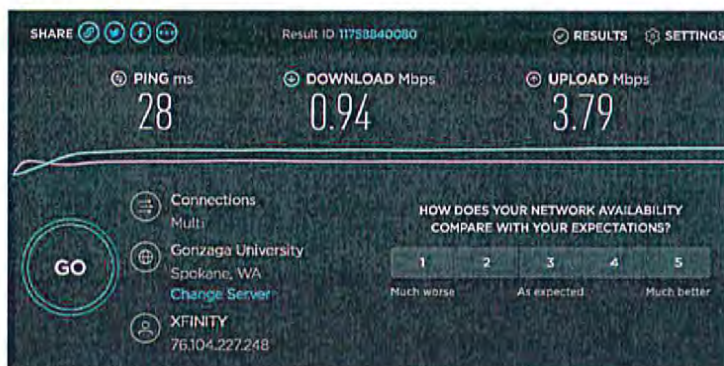 SHARE
Result ID 11758840080
RESULTS
SETTINGS
PING ms
28
DOWNLOAD Mbps
0.94
UPLOAD Mbps
3.79
GO
Connections
Multi
Gonzaga University
Spokane, WA
Change Server
XFINITY
76.104.227.248
HOW DOES YOUR NETWORK AVAILABILITY
COMPARE WITH YOUR EXPECTATIONS?
1 2 3 4 5
Much worse As expected Much better